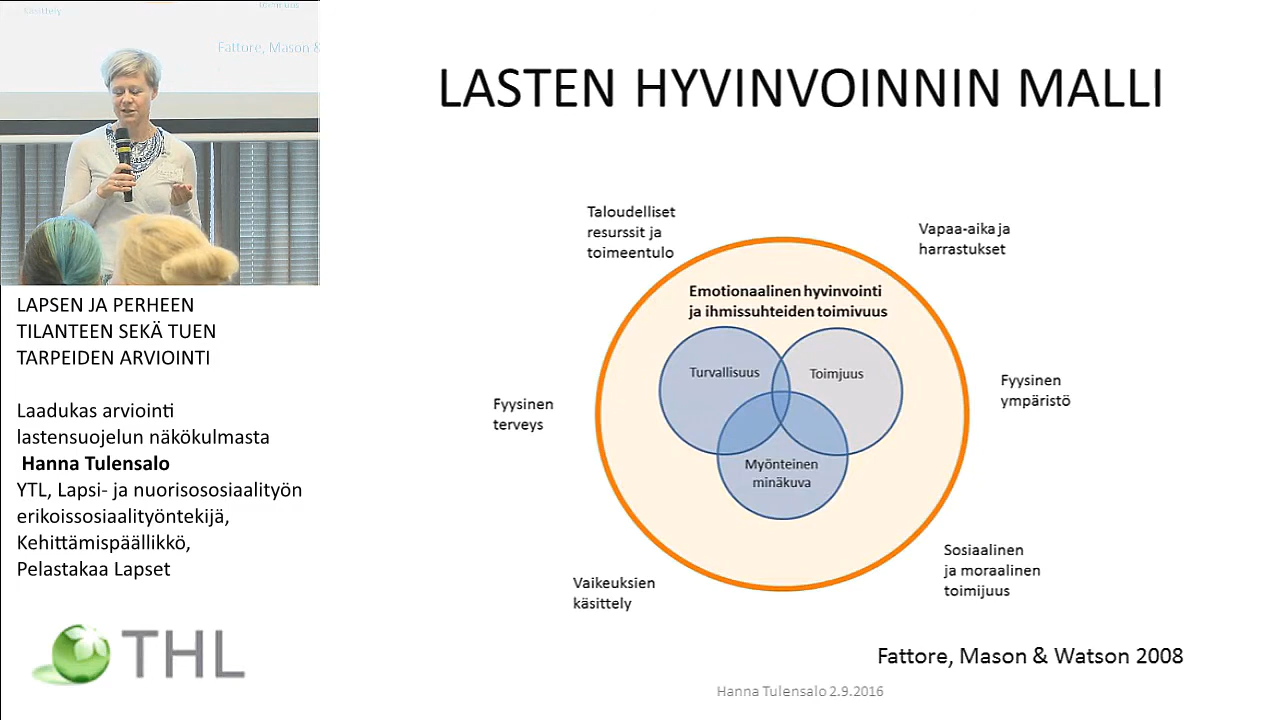 Käsittely
Toimijuus
Fattore, Mason &
LAPSEN JA PERHEEN
TILANTEEN SEKÄ TUEN
TARPEIDEN ARVIOINTI
Laadukas arviointi
lastensuojelun näkökulmasta
Hanna Tulensalo
YTL, Lapsi- ja nuorisososiaalityön
erikoissosiaalityöntekijä,
Kehittämispäällikkö,
Pelastakaa Lapset
THL
LASTEN HYVINVOINNIN MALLI
Taloudelliset
resurssit ja
toimeentulo
Vapaa-aika ja
harrastukset
Emotionaalinen hyvinvointi
ja ihmissuhteiden toimivuus
Turvallisuus
Toimjuus
Myönteinen
minäkuva
Fyysinen
terveys
Fyysinen
ympäristö
Vaikeuksien
käsittely
Sosiaalinen
ja moraalinen
toimijuus
Fattore, Mason & Watson 2008
Hanna Tulensalo 2.9.2016